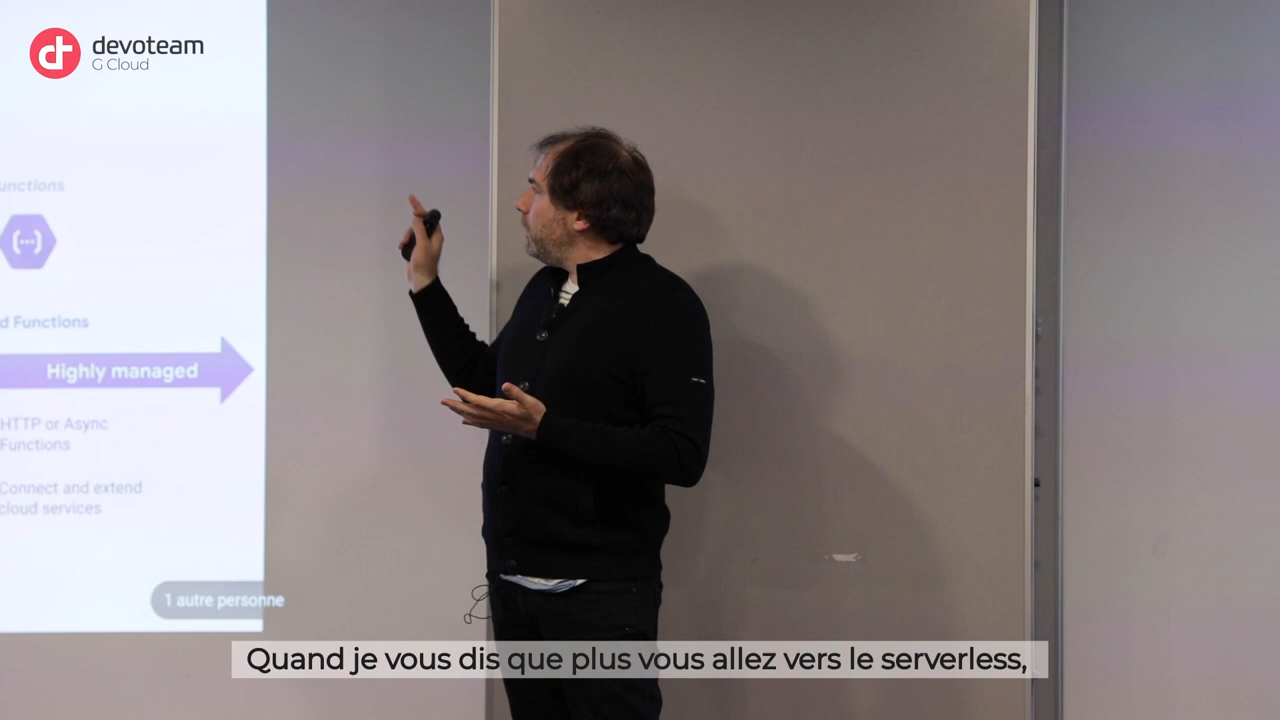 devoteam
G Cloud
unctions
d Functions
Highly managed
HTTP or Async
Functions
Connect and extend
cloud services
1 autre personne
Quand je vous dis que plus vous allez vers le serverless,